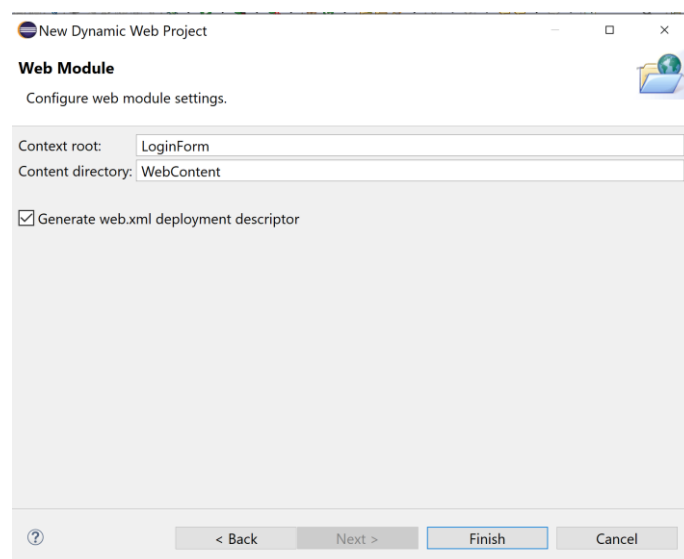 New Dynamic Web Project
Web Module
Configure web module settings.
Context root: LoginForm
Content directory: WebContent
Generate web.xml deployment descriptor
? < Back Next > Finish Cancel